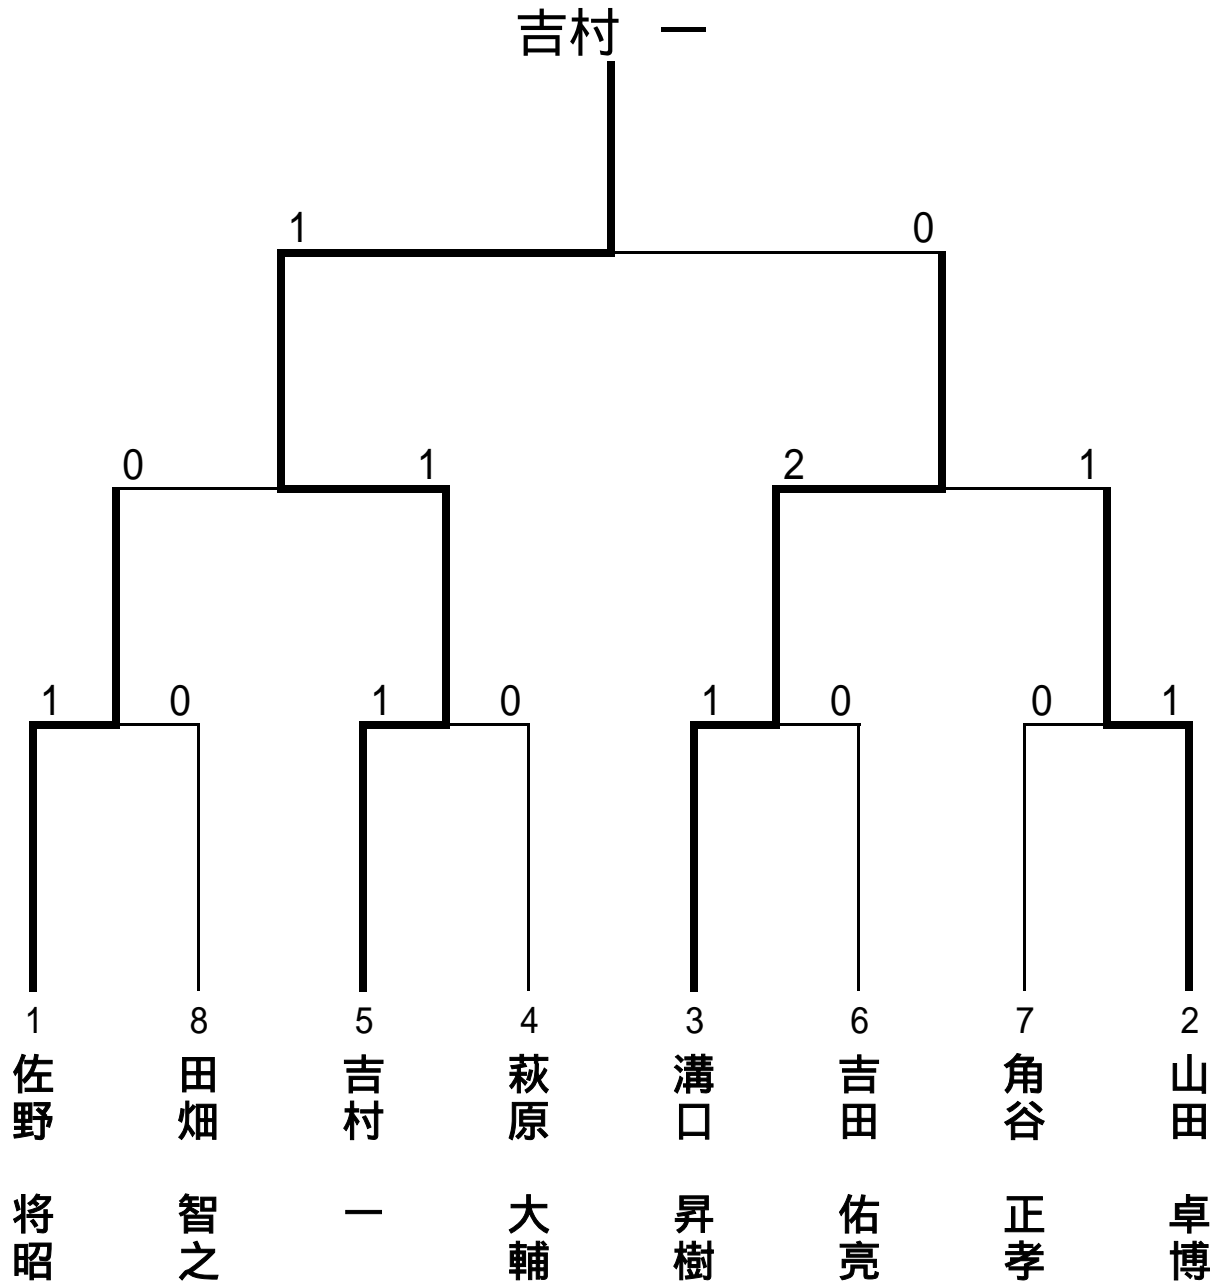 吉村　一
1 0
0 1 2 1
1 0 1 0 1 0 0 1
1 8 5 4 3 6 7 2
佐野　将昭
田畑　智之
吉村　一
萩原　大輔
溝口　昇樹
吉田　佑亮
角谷　正孝
山田　卓博